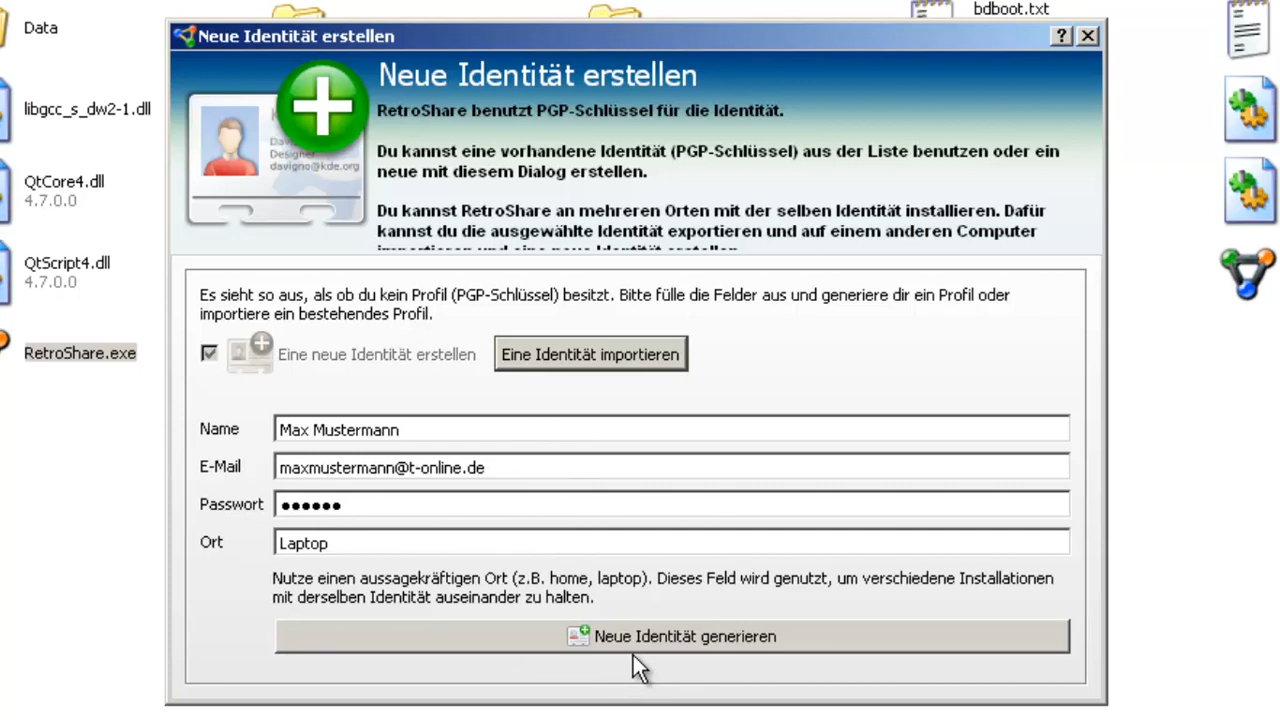 Data
bdboot.txt
Neue Identität erstellen
Neue Identität erstellen
RetroShare benutzt PGP-Schlüssel für die Identität.
Designer
davigno@kde.org
Du kannst eine vorhandene Identität (PGP-Schlüssel) aus der Liste benutzen oder ein
neue mit diesem Dialog erstellen.
Du kannst RetroShare an mehreren Orten mit der selben Identität installieren. Dafür
kannst du die ausgewählte Identität exportieren und auf einem anderen Computer
importieren und eine neue Identität erstellen.
libgcc_s_dw2-1.dll
QtCore4.dll
4.7.0.0
QtScript4.dll
4.7.0.0
RetroShare.exe
Es sieht so aus, als ob du kein Profil (PGP-Schlüssel) besitzt. Bitte fülle die Felder aus und generiere dir ein Profil oder
importiere ein bestehendes Profil.
Eine neue Identität erstellen
Eine Identität importieren
Name Max Mustermann
E-Mail maxmustermann@t-online.de
Passwort ●●●●●●
Ort Laptop
Nutze einen aussagekräftigen Ort (z.B. home, laptop). Dieses Feld wird genutzt, um verschiedene Installationen
mit derselben Identität auseinander zu halten.
Neue Identität generieren